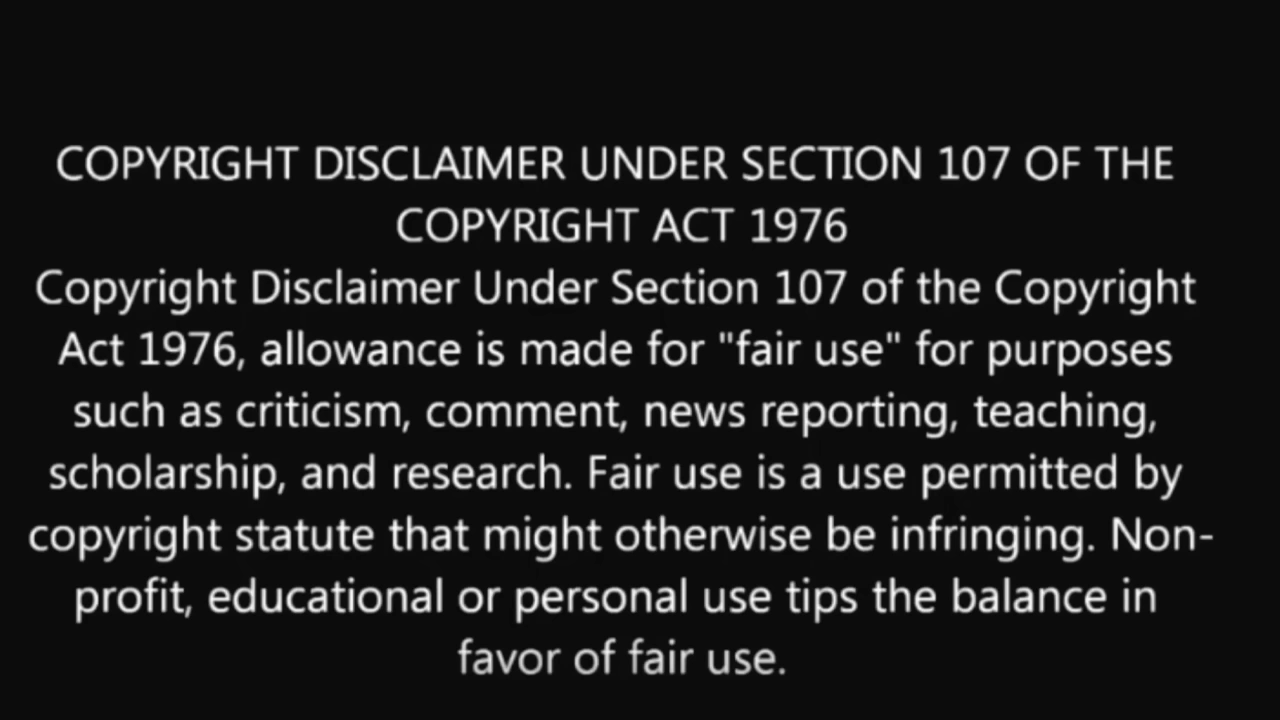 COPYRIGHT DISCLAIMER UNDER SECTION 107 OF THE
COPYRIGHT ACT 1976
Copyright Disclaimer Under Section 107 of the Copyright
Act 1976, allowance is made for "fair use" for purposes
such as criticism, comment, news reporting, teaching,
scholarship, and research. Fair use is a use permitted by
copyright statute that might otherwise be infringing. Non-
profit, educational or personal use tips the balance in
favor of fair use.